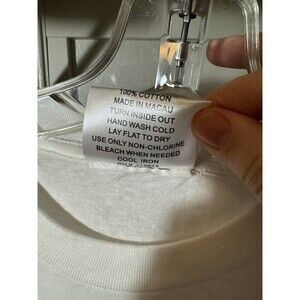 100% COTTON
MADE IN MACAU
TURN INSIDE OUT
HAND WASH COLD
LAY FLAT TO DRY
USE ONLY NON-CHLORINE
BLEACH WHEN NEEDED
COOL IRON